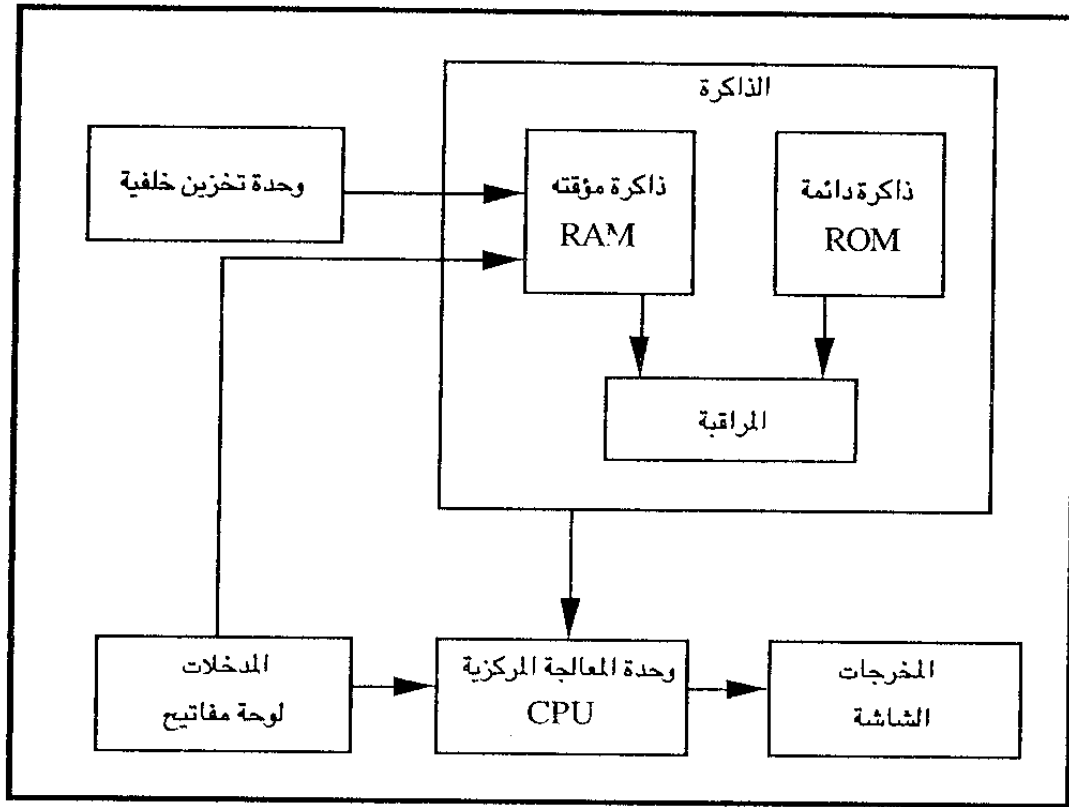 الذاكرة
ذاكرة دائمة
ROM
ذاكرة مؤقته
RAM
وحدة تخزين خلفية
المراقبة
المدخلات
لوحة مفاتيح
وحدة المعالجة المركزية
CPU
المخرجات
الشاشة